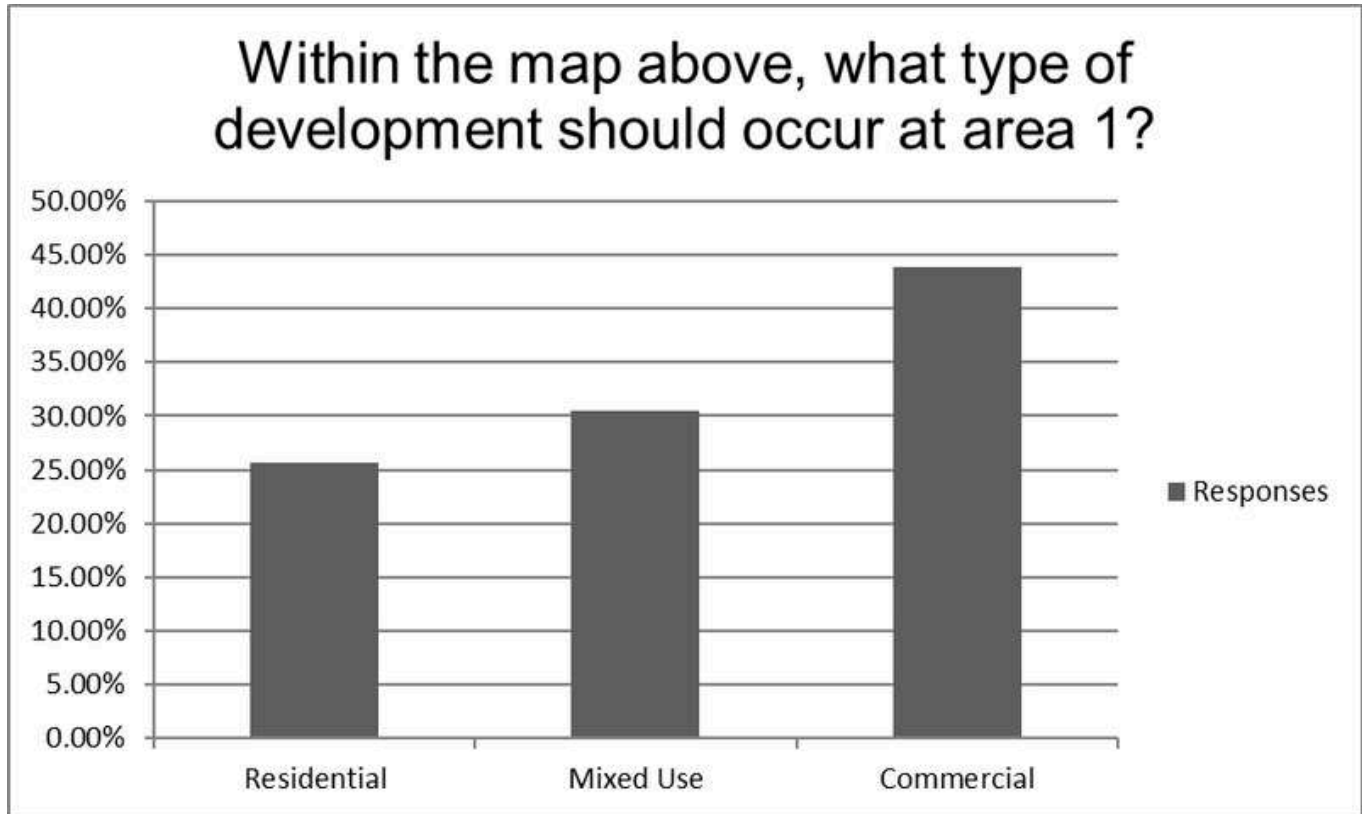 Within the map above, what type of
development should occur at area 1?
50.00%
45.00%
40.00%
35.00%
30.00%
25.00%
20.00%
15.00%
10.00%
5.00%
0.00%
Residential
Mixed Use
Commercial
Responses